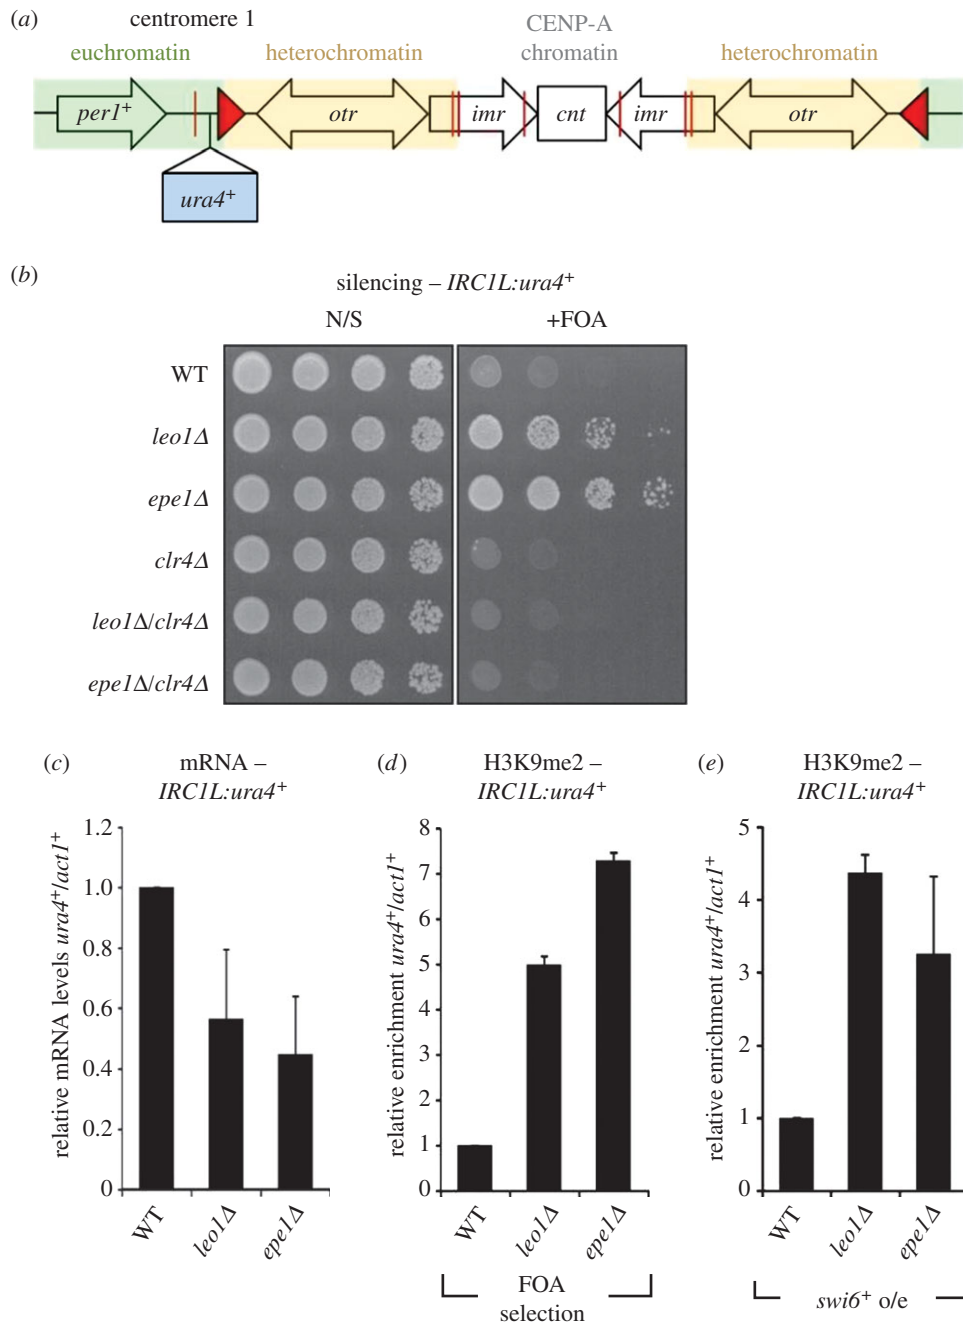 (a)
centromere 1
euchromatin
heterochromatin
CENP-A
chromatin
heterochromatin
per1+
otr
imr
cnt
imr
otr
ura4+
(b)
silencing – IRC1L:ura4+
N/S
+FOA
WT
leo1Δ
epe1Δ
clr4Δ
leo1Δ/clr4Δ
epe1Δ/clr4Δ
(c)
mRNA –
IRC1L:ura4+
relative mRNA levels ura4+/act1+
1.2
1.0
0.8
0.6
0.4
0.2
0
WT
leo1Δ
epe1Δ
(d)
H3K9me2 –
IRC1L:ura4+
relative enrichment ura4+/act1+
8
7
6
5
4
3
2
1
0
WT
leo1Δ
epe1Δ
FOA
selection
(e)
H3K9me2 –
IRC1L:ura4+
relative enrichment ura4+/act1+
5
4
3
2
1
0
WT
leo1Δ
epe1Δ
swi6+ o/e